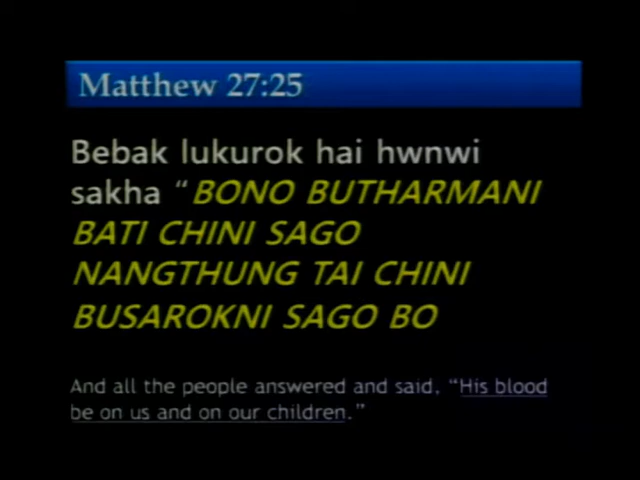 Matthew 27:25
Bebak lukurok hai hwnwi
sakha “BONO BUTHARMANI
BATI CHINI SAGO
NANGTHUNG TAI CHINI
BUSAROKNI SAGO BO
And all the people answered and said, “His blood
be on us and on our children.”